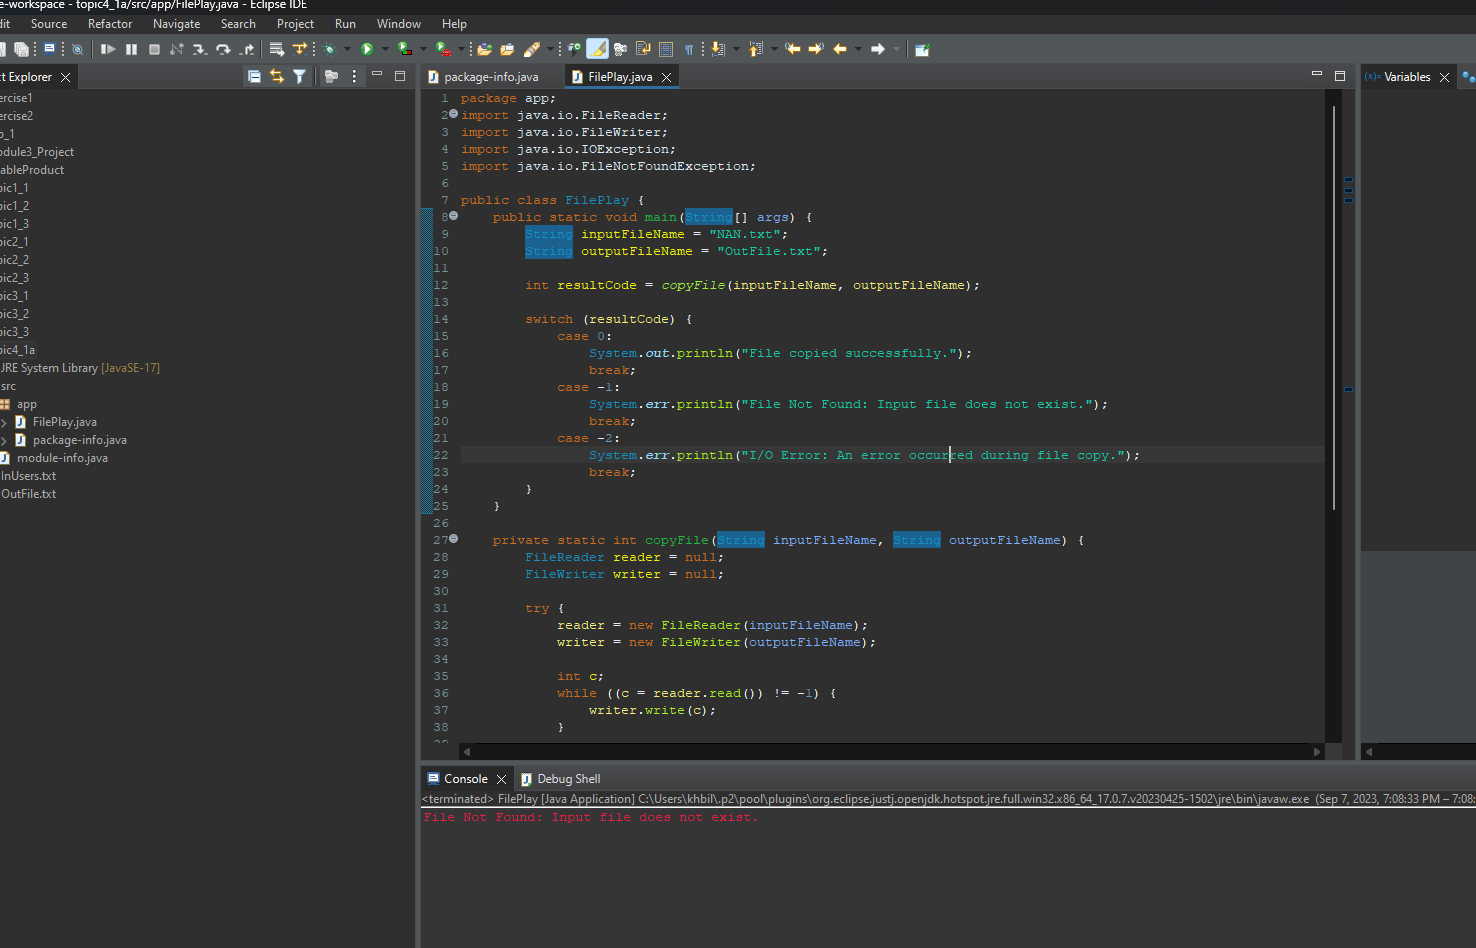 e-workspace - topic4_1a/src/app/FilePlay.java - Eclipse IDE
dit Source Refactor Navigate Search Project Run Window Help
ct Explorer
package-info.java
FilePlay.java
(x)= Variables
ercise1
ercise2
o_1
odule3_Project
ableProduct
pic1_1
pic1_2
pic1_3
pic2_1
pic2_2
pic2_3
pic3_1
pic3_2
pic3_3
pic4_1a
JRE System Library [JavaSE-17]
src
app
FilePlay.java
package-info.java
module-info.java
InUsers.txt
OutFile.txt
1 package app;
2 import java.io.FileReader;
3 import java.io.FileWriter;
4 import java.io.IOException;
5 import java.io.FileNotFoundException;
6
7 public class FilePlay {
8 public static void main(String[] args) {
9 String inputFileName = "NAN.txt";
10 String outputFileName = "OutFile.txt";
11
12 int resultCode = copyFile(inputFileName, outputFileName);
13
14 switch (resultCode) {
15 case 0:
16 System.out.println("File copied successfully.");
17 break;
18 case -1:
19 System.err.println("File Not Found: Input file does not exist.");
20 break;
21 case -2:
22 System.err.println("I/O Error: An error occurred during file copy.");
23 break;
24 }
25 }
26
27 private static int copyFile(String inputFileName, String outputFileName) {
28 FileReader reader = null;
29 FileWriter writer = null;
30
31 try {
32 reader = new FileReader(inputFileName);
33 writer = new FileWriter(outputFileName);
34
35 int c;
36 while ((c = reader.read()) != -1) {
37 writer.write(c);
38 }
Console
Debug Shell
<terminated> FilePlay [Java Application] C:\Users\khbil\.p2\pool\plugins\org.eclipse.justj.openjdk.hotspot.jre.full.win32.x86_64_17.0.7.v20230425-1502\jre\bin\javaw.exe (Sep 7, 2023, 7:08:33 PM – 7:08:
File Not Found: Input file does not exist.